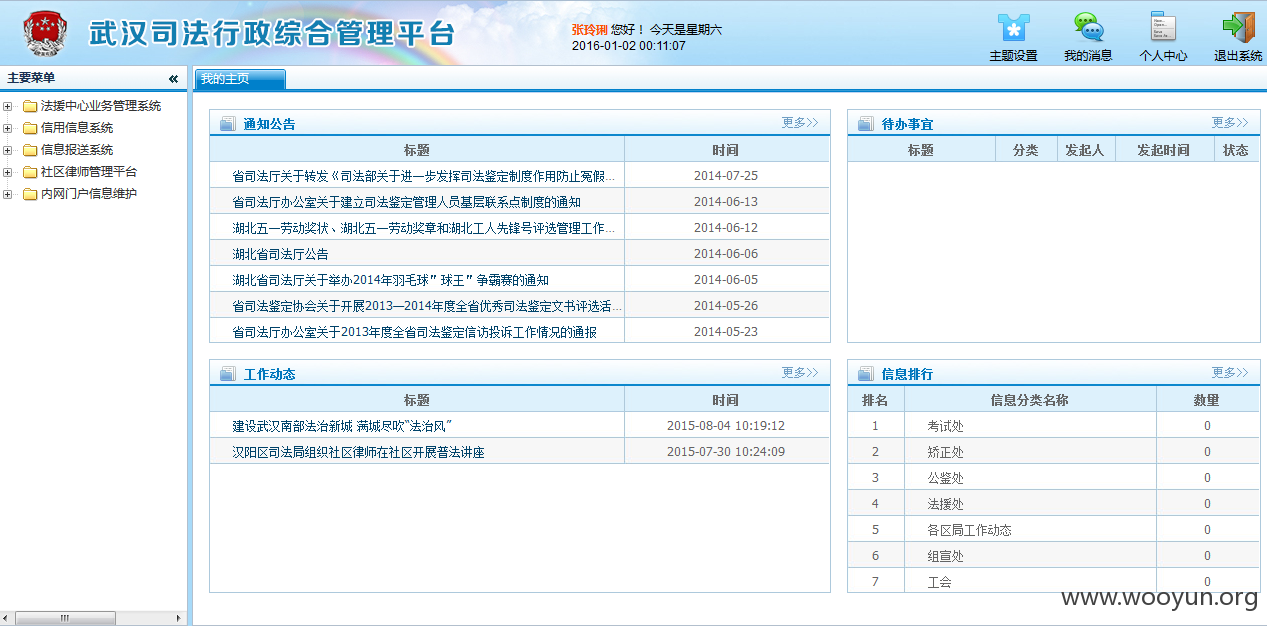 武汉司法行政综合管理平台
张玲琍 您好！ 今天是星期六
2016-01-02 00:11:07
主题设置 我的消息 个人中心 退出系统
主要菜单 «
我的主页
法援中心业务管理系统
信用信息系统
信息报送系统
社区律师管理平台
内网门户信息维护
通知公告 更多>>
标题 时间
省司法厅关于转发《司法部关于进一步发挥司法鉴定制度作用防止冤假... 2014-07-25
省司法厅办公室关于建立司法鉴定管理人员基层联系点制度的通知 2014-06-13
湖北五一劳动奖状、湖北五一劳动奖章和湖北工人先锋号评选管理工作... 2014-06-12
湖北省司法厅公告 2014-06-06
湖北省司法厅关于举办2014年羽毛球＂球王＂争霸赛的通知 2014-06-05
省司法鉴定协会关于开展2013—2014年度全省优秀司法鉴定文书评选活... 2014-05-26
省司法厅办公室关于2013年度全省司法鉴定信访投诉工作情况的通报 2014-05-23
待办事宜 更多>>
标题 分类 发起人 发起时间 状态
工作动态 更多>>
标题 时间
建设武汉南部法治新城 满城尽吹“法治风” 2015-08-04 10:19:12
汉阳区司法局组织社区律师在社区开展普法讲座 2015-07-30 10:24:09
信息排行 更多>>
排名 信息分类名称 数量
1 考试处 0
2 矫正处 0
3 公鉴处 0
4 法援处 0
5 各区局工作动态 0
6 组宣处 0
7 工会 0
www.wooyun.org